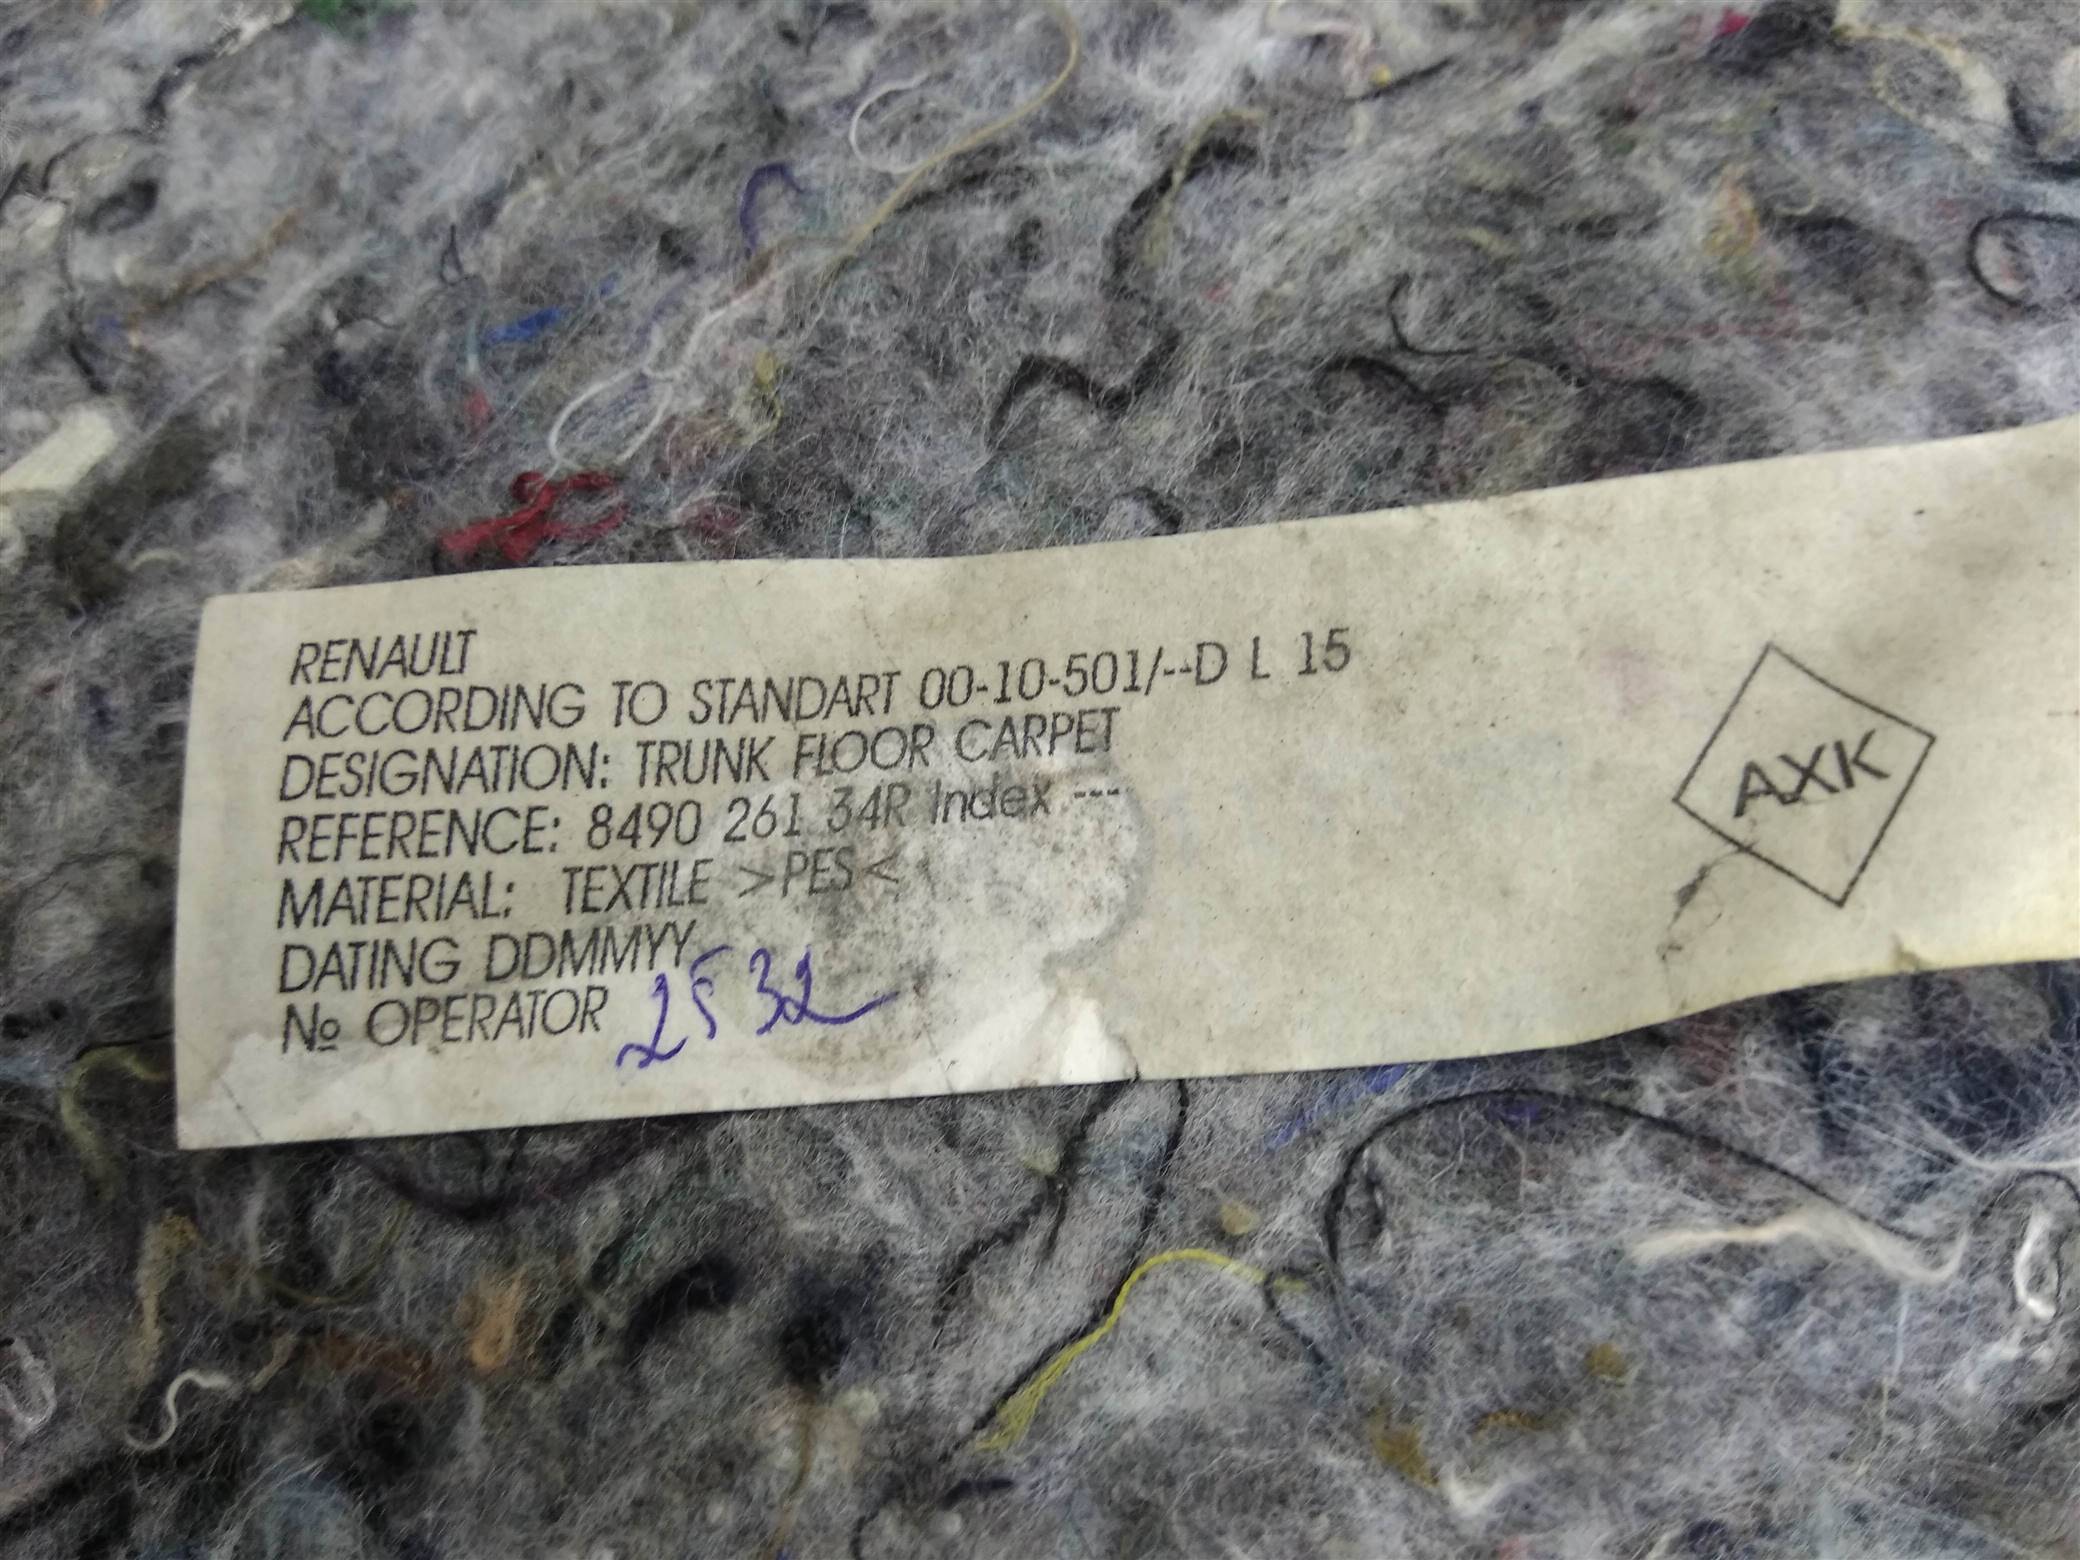 RENAULT
ACCORDING TO STANDART 00-10-501/--D L 15
DESIGNATION: TRUNK FLOOR CARPET
REFERENCE: 8490 261 34R Index ---
MATERIAL: TEXTILE >PES<
DATING DDMMYY
№ OPERATOR 2532
AXK